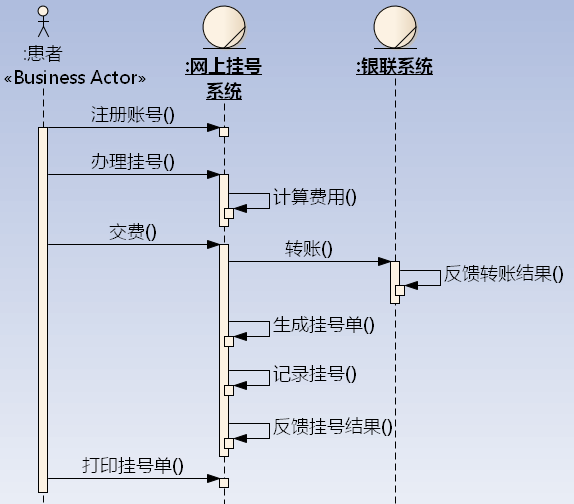 :患者
«Business Actor»
:网上挂号
系统
:银联系统
注册账号()
办理挂号()
计算费用()
交费()
转账()
反馈转账结果()
生成挂号单()
记录挂号()
反馈挂号结果()
打印挂号单()